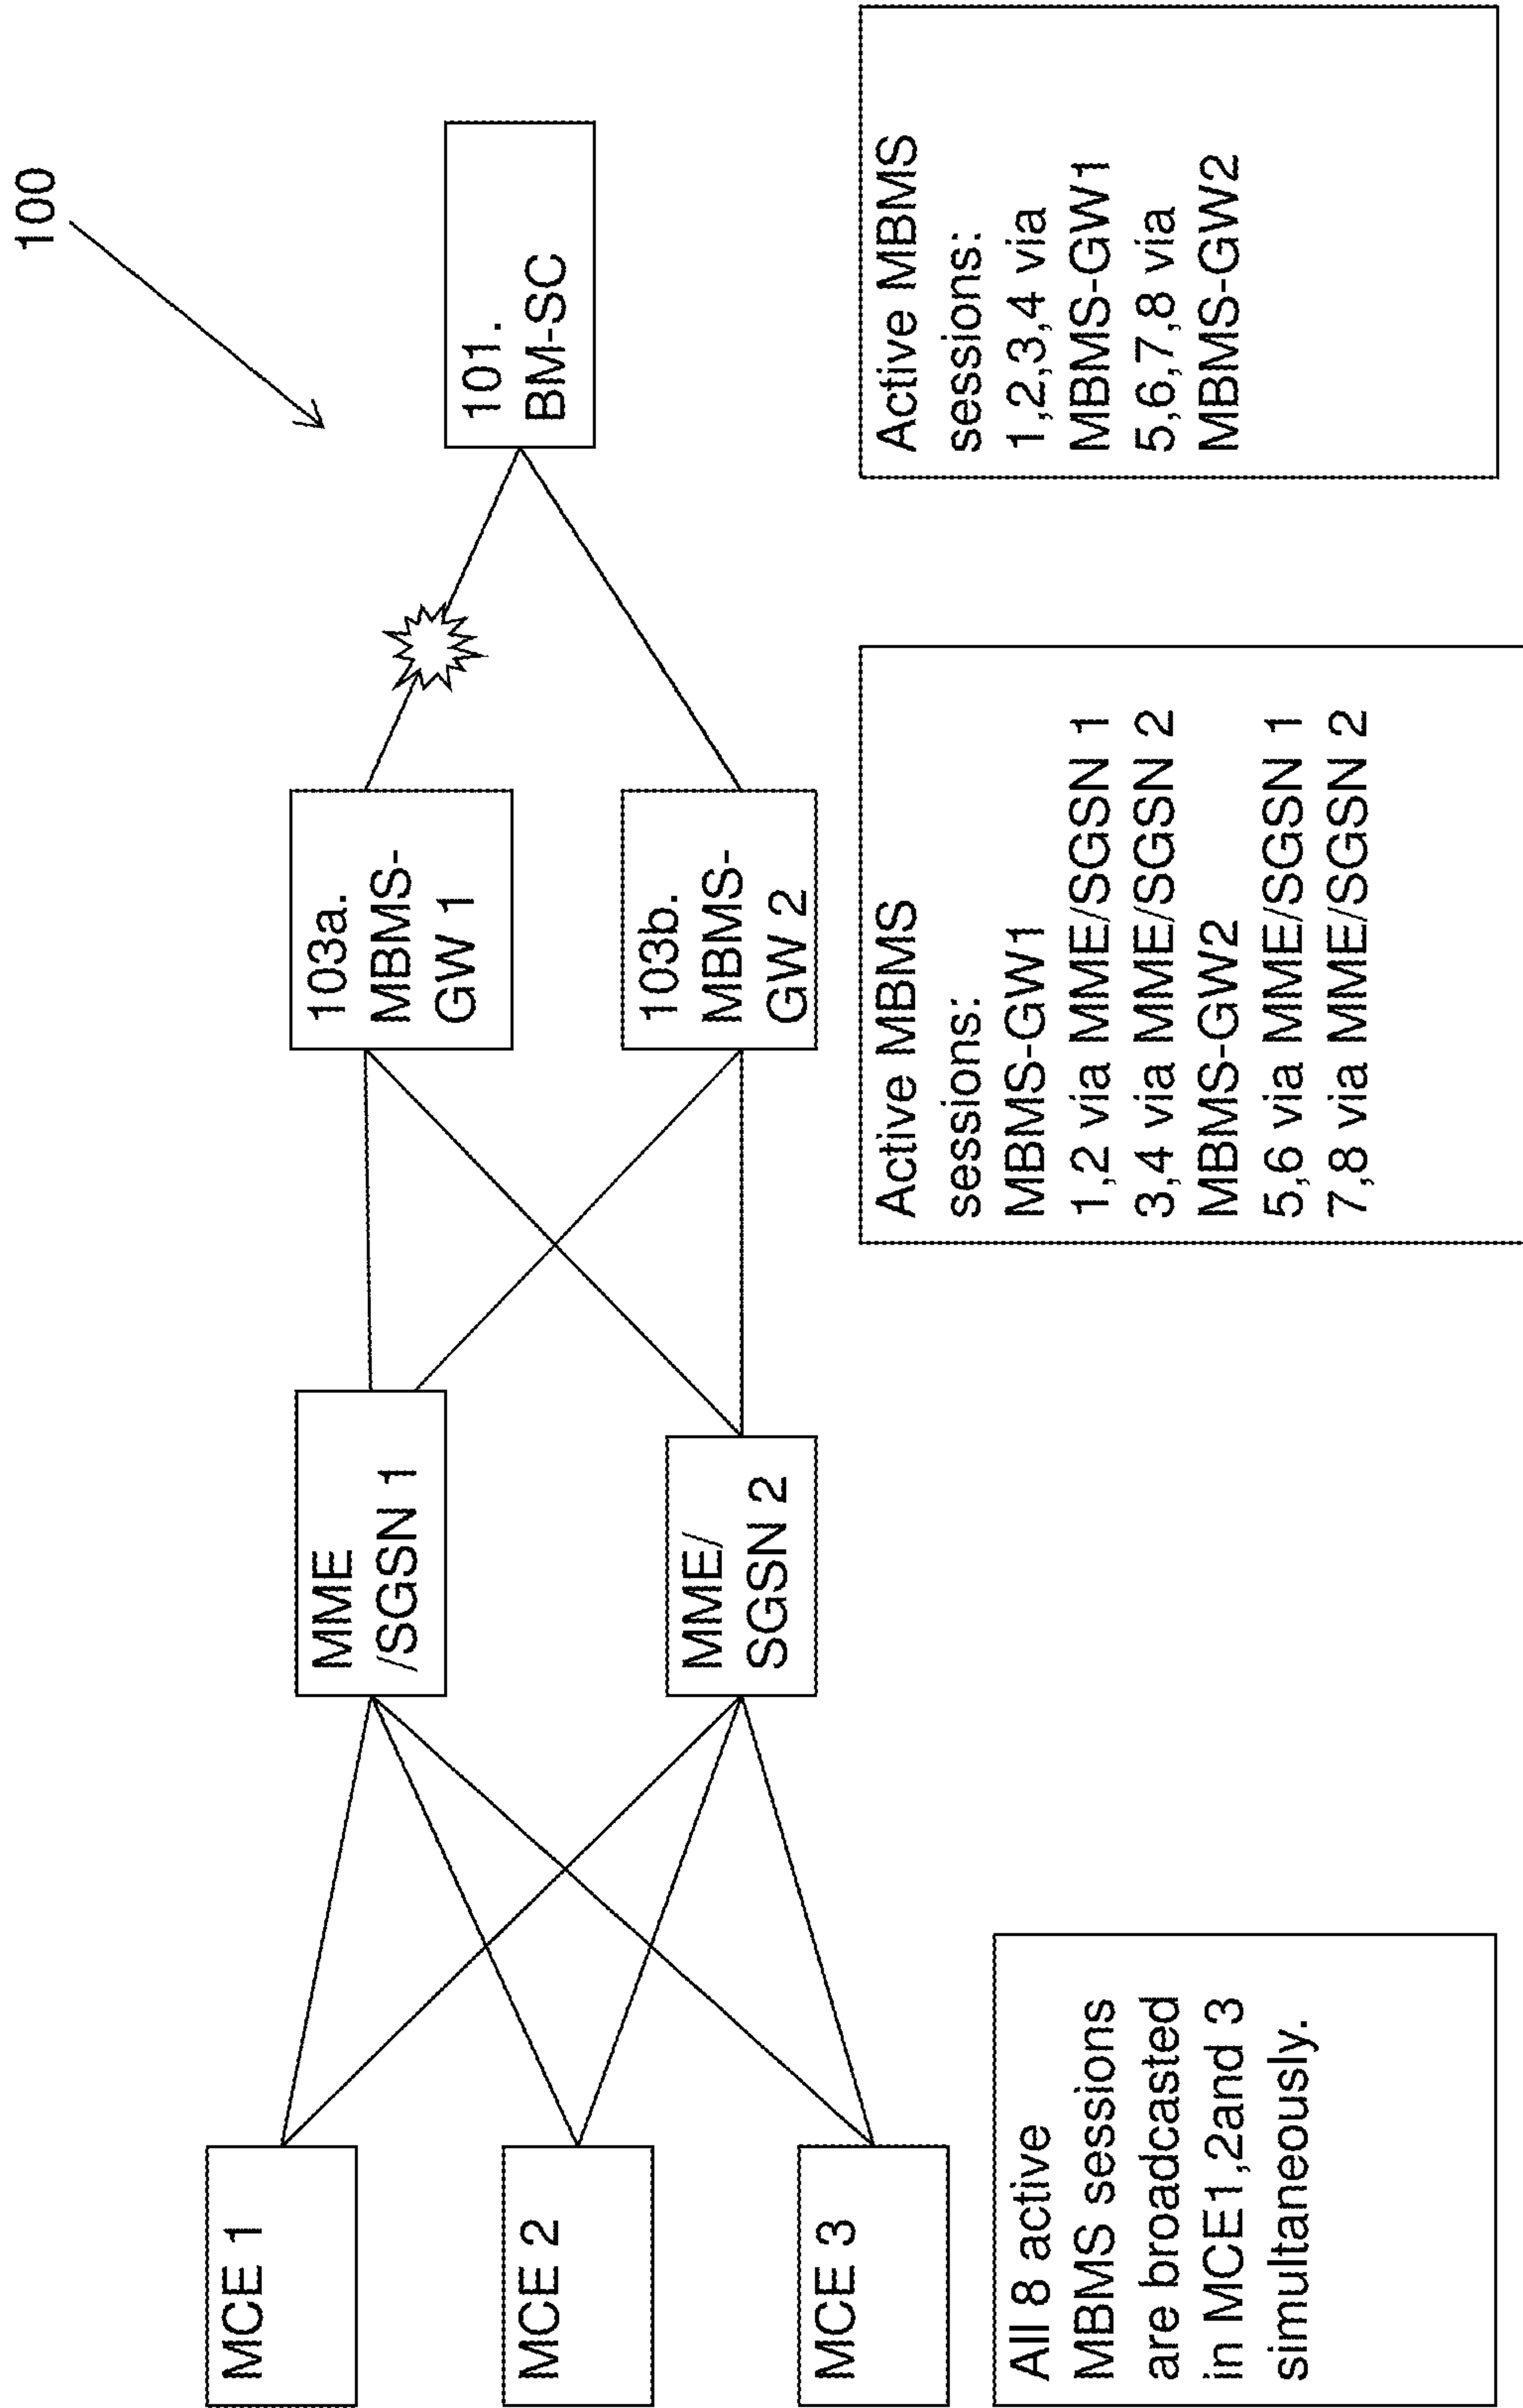 100
MCE 1
MCE 2
MCE 3
MME
/SGSN 1
MME/
SGSN 2
103a.
MBMS-
GW 1
103b.
MBMS-
GW 2
101.
BM-SC
All 8 active
MBMS sessions
are broadcasted
in MCE1,2and 3
simultaneously.
Active MBMS
sessions:
MBMS-GW1
1,2 via MME/SGSN 1
3,4 via MME/SGSN 2
MBMS-GW2
5,6 via MME/SGSN 1
7,8 via MME/SGSN 2
Active MBMS
sessions:
1,2,3,4 via
MBMS-GW1
5,6,7,8 via
MBMS-GW2